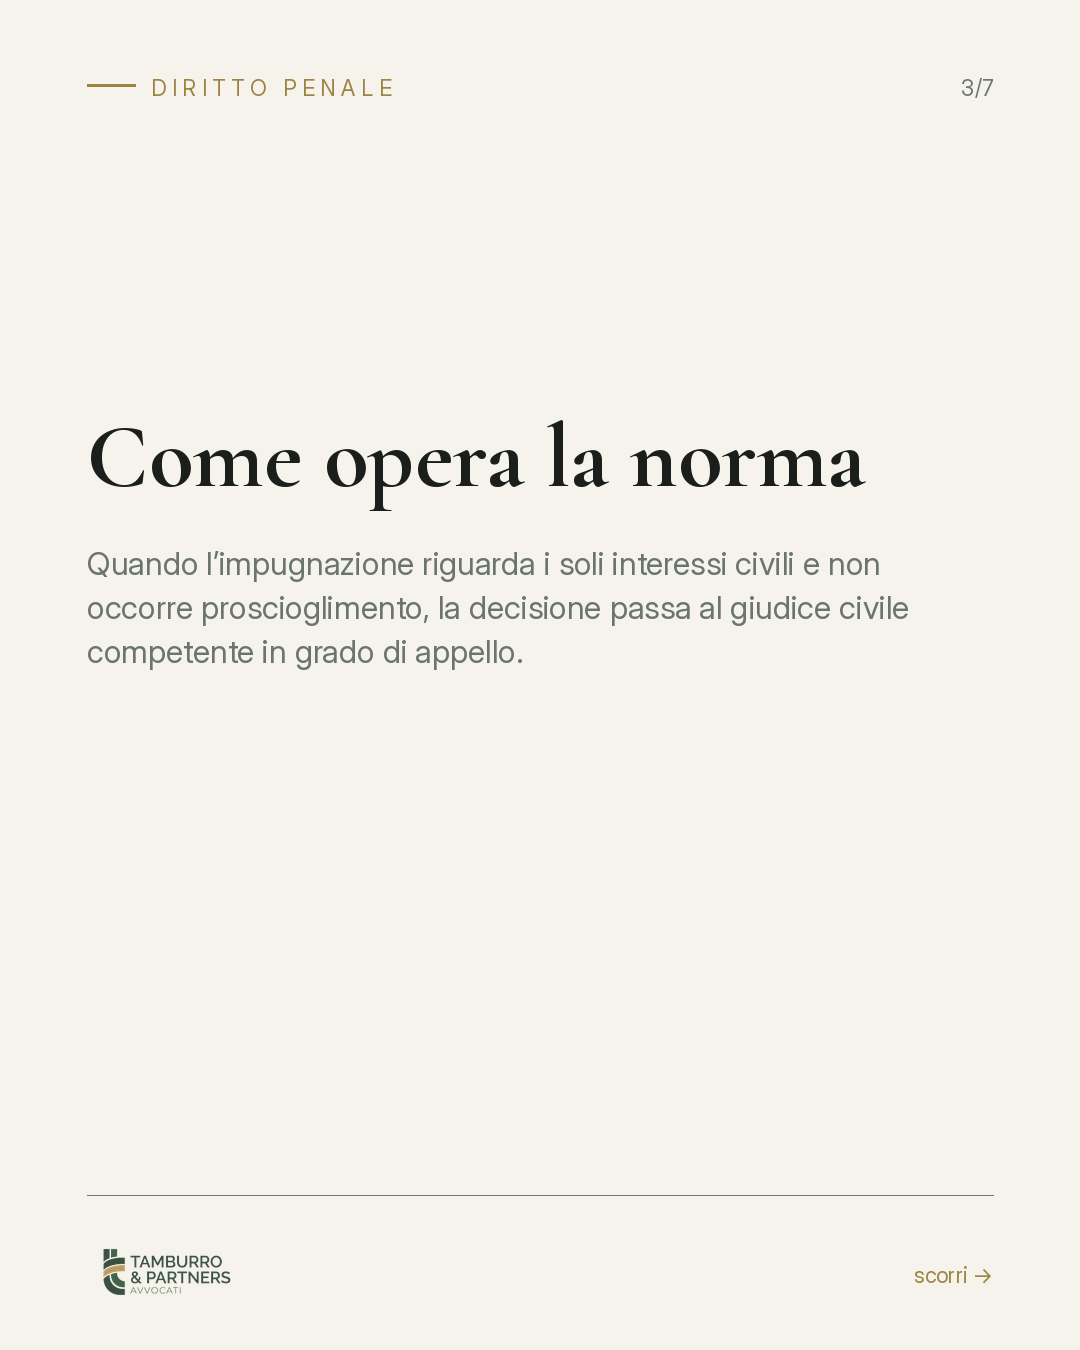 DIRITTO PENALE
3/7
Come opera la norma
Quando l’impugnazione riguarda i soli interessi civili e non
occorre proscioglimento, la decisione passa al giudice civile
competente in grado di appello.
TAMBURRO
& PARTNERS
AVVOCATI
scorri →